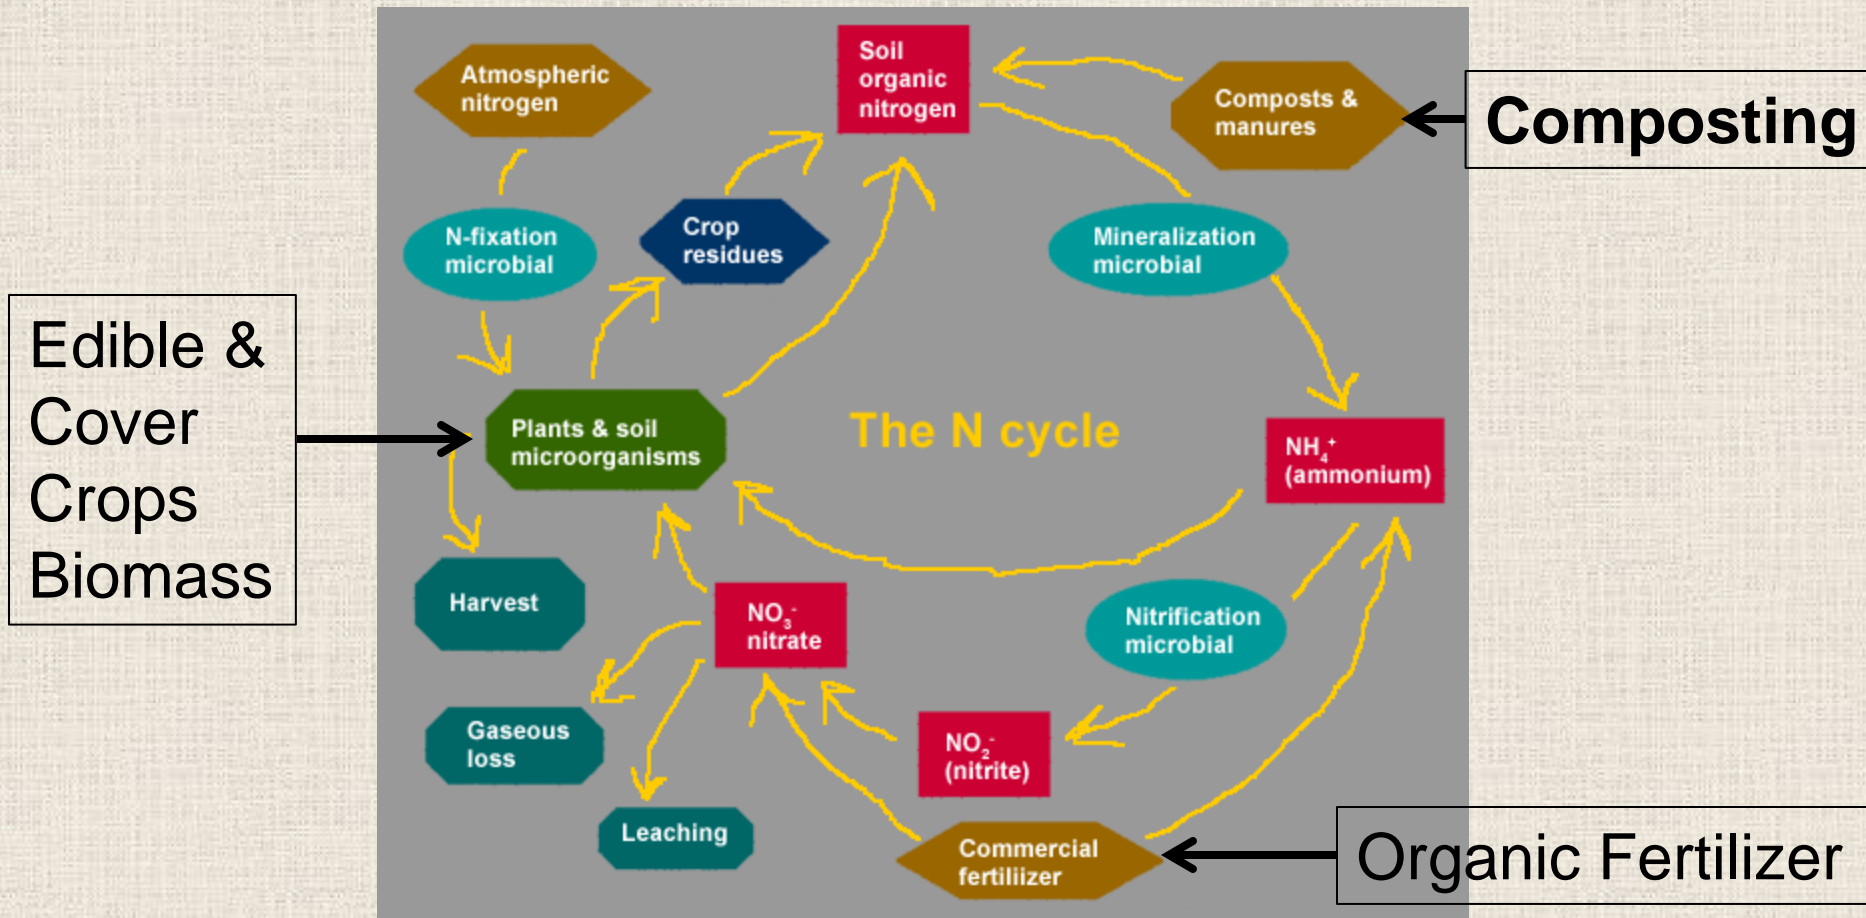 Atmospheric
nitrogen
Soil
organic
nitrogen
Composts &
manures
Composting
N-fixation
microbial
Crop
residues
Mineralization
microbial
Edible &
Cover
Crops
Biomass
Plants & soil
microorganisms
The N cycle
NH₄⁺
(ammonium)
Harvest
NO₃⁻
nitrate
Nitrification
microbial
Gaseous
loss
NO₂⁻
(nitrite)
Leaching
Commercial
fertiliizer
Organic Fertilizer